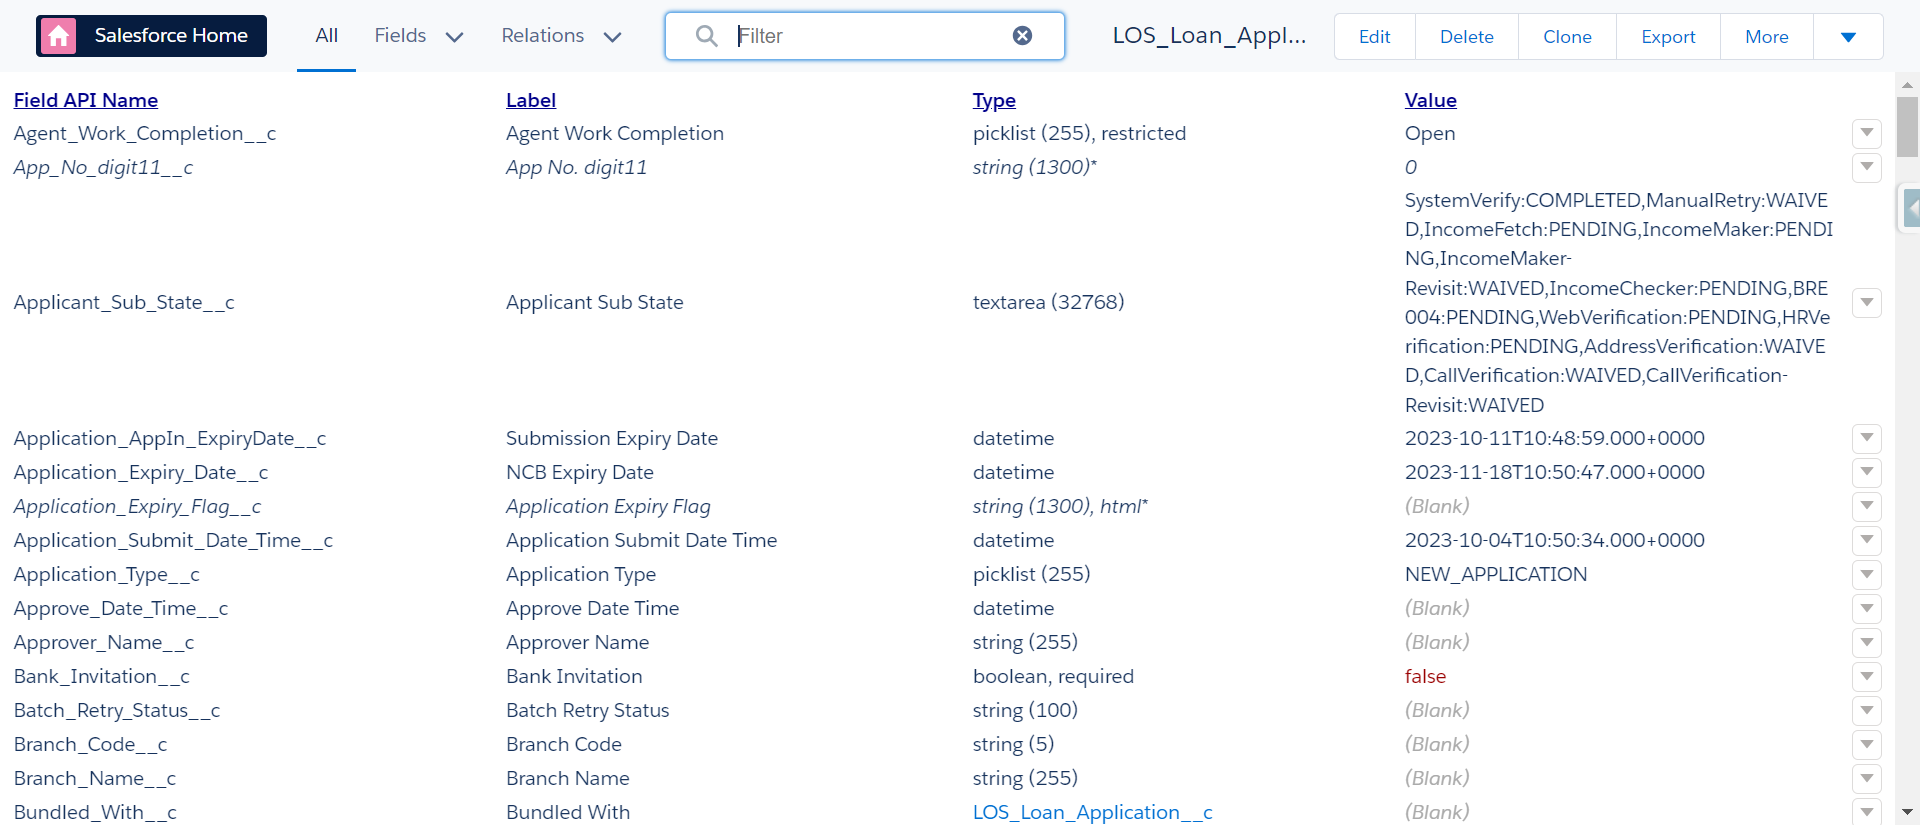 Salesforce Home All Fields Relations Filter LOS_Loan_Appl... Edit Delete Clone Export More
Field API Name Label Type Value
Agent_Work_Completion__c Agent Work Completion picklist (255), restricted Open
App_No_digit11__c App No. digit11 string (1300)* 0
Applicant_Sub_State__c Applicant Sub State textarea (32768)
SystemVerify:COMPLETED,ManualRetry:WAIVE
D,IncomeFetch:PENDING,IncomeMaker:PENDI
NG,IncomeMaker-
Revisit:WAIVED,IncomeChecker:PENDING,BRE
004:PENDING,WebVerification:PENDING,HRVe
rification:PENDING,AddressVerification:WAIVE
D,CallVerification:WAIVED,CallVerification-
Revisit:WAIVED
Application_AppIn_ExpiryDate__c Submission Expiry Date datetime 2023-10-11T10:48:59.000+0000
Application_Expiry_Date__c NCB Expiry Date datetime 2023-11-18T10:50:47.000+0000
Application_Expiry_Flag__c Application Expiry Flag string (1300), html* (Blank)
Application_Submit_Date_Time__c Application Submit Date Time datetime 2023-10-04T10:50:34.000+0000
Application_Type__c Application Type picklist (255) NEW_APPLICATION
Approve_Date_Time__c Approve Date Time datetime (Blank)
Approver_Name__c Approver Name string (255) (Blank)
Bank_Invitation__c Bank Invitation boolean, required false
Batch_Retry_Status__c Batch Retry Status string (100) (Blank)
Branch_Code__c Branch Code string (5) (Blank)
Branch_Name__c Branch Name string (255) (Blank)
Bundled_With__c Bundled With LOS_Loan_Application__c (Blank)